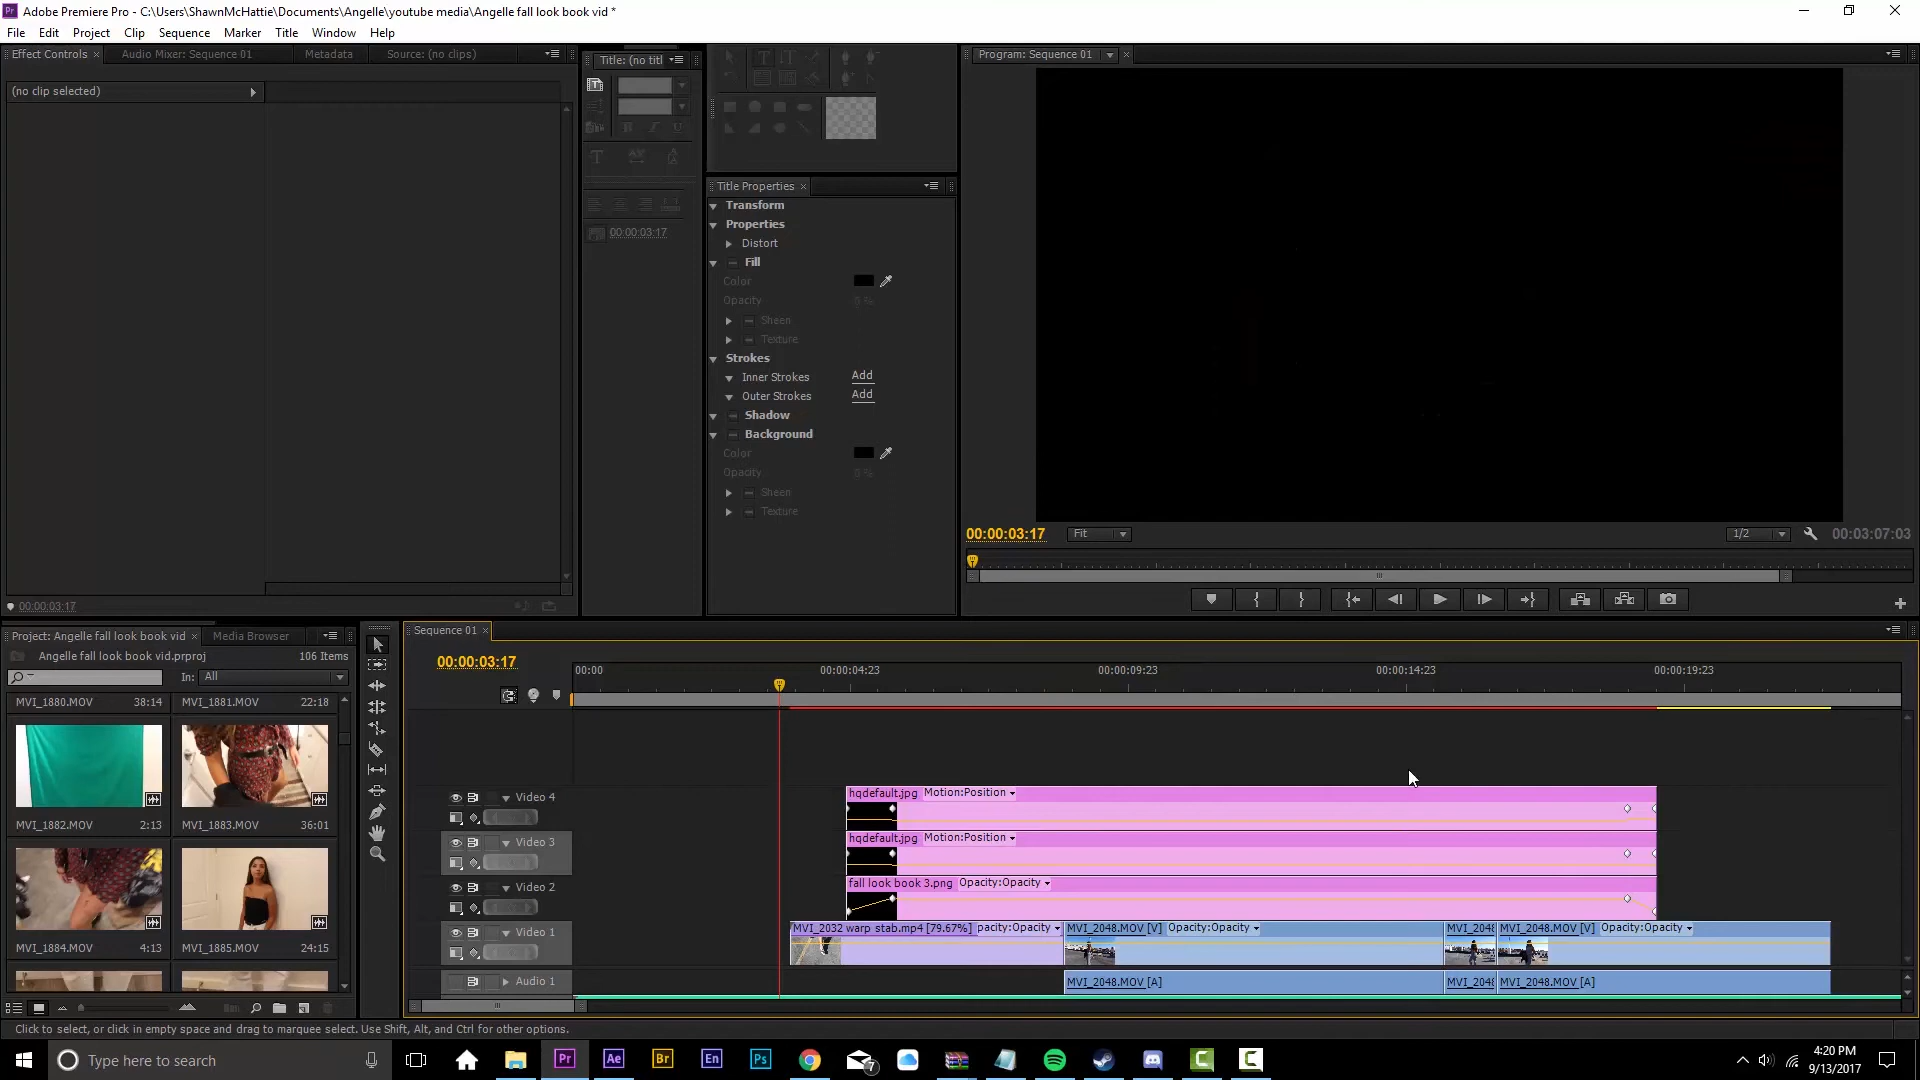 Adobe Premiere Pro - C:\Users\ShawnMcHattie\Documents\Angelle\youtube media\Angelle fall look book vid *
File Edit Project Clip Sequence Marker Title Window Help
Effect Controls Audio Mixer: Sequence 01 Metadata Source: (no clips)
(no clip selected)
00:00:03:17
Title: (no titl
00:00:03:17
Title Properties
Transform
Properties
Distort
Fill
Color
Opacity
Sheen
Texture
Strokes
Inner Strokes Add
Outer Strokes Add
Shadow
Background
Color
Opacity
Sheen
Texture
Program: Sequence 01
00:00:03:17 Fit 1/2 00:03:07:03
Project: Angelle fall look book vid Media Browser
Angelle fall look book vid.prproj 106 Items
In: All
MVI_1880.MOV 38:14 MVI_1881.MOV 22:18
MVI_1882.MOV 2:13 MVI_1883.MOV 36:01
MVI_1884.MOV 4:13 MVI_1885.MOV 24:15
Sequence 01
00:00:03:17
00:00 00:00:04:23 00:00:09:23 00:00:14:23 00:00:19:23
Video 4 hqdefault.jpg Motion:Position
Video 3 hqdefault.jpg Motion:Position
Video 2 fall look book 3.png Opacity:Opacity
Video 1 MVI_2032 warp stab.mp4 [79.67%] pacity:Opacity MVI_2048.MOV [V] Opacity:Opacity MVI_2048 MVI_2048.MOV [V] Opacity:Opacity
Audio 1 MVI_2048.MOV [A] MVI_2048 MVI_2048.MOV [A]
Click to select, or click in empty space and drag to marquee select. Use Shift, Alt, and Ctrl for other options.
Type here to search
Pr Ae Br En Ps 7 C C
4:20 PM
9/13/2017